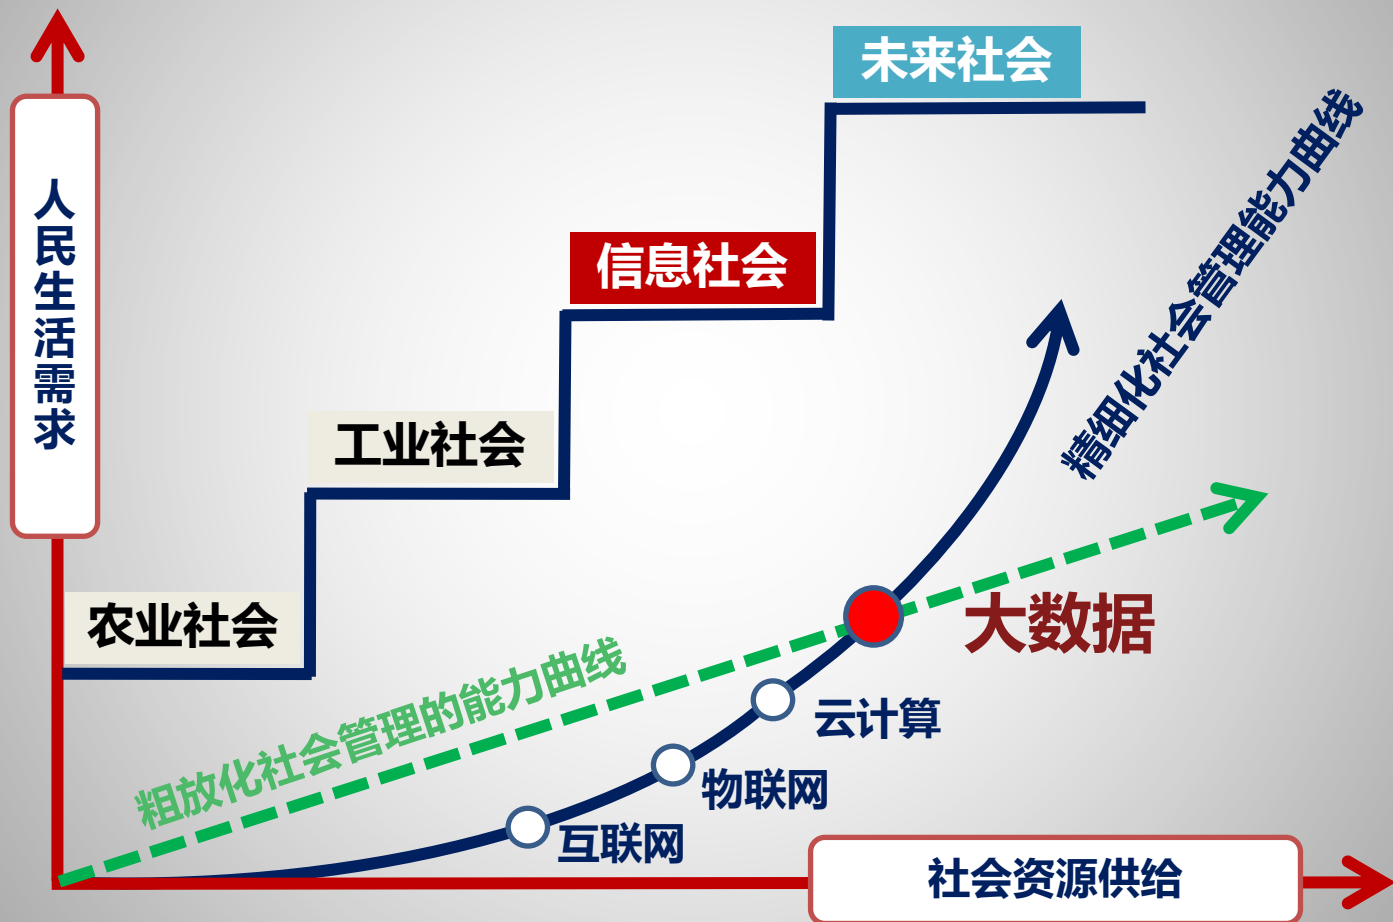 未来社会
精细化社会管理能力曲线
人民生活需求
信息社会
工业社会
农业社会
大数据
粗放化社会管理的能力曲线
云计算
物联网
互联网
社会资源供给